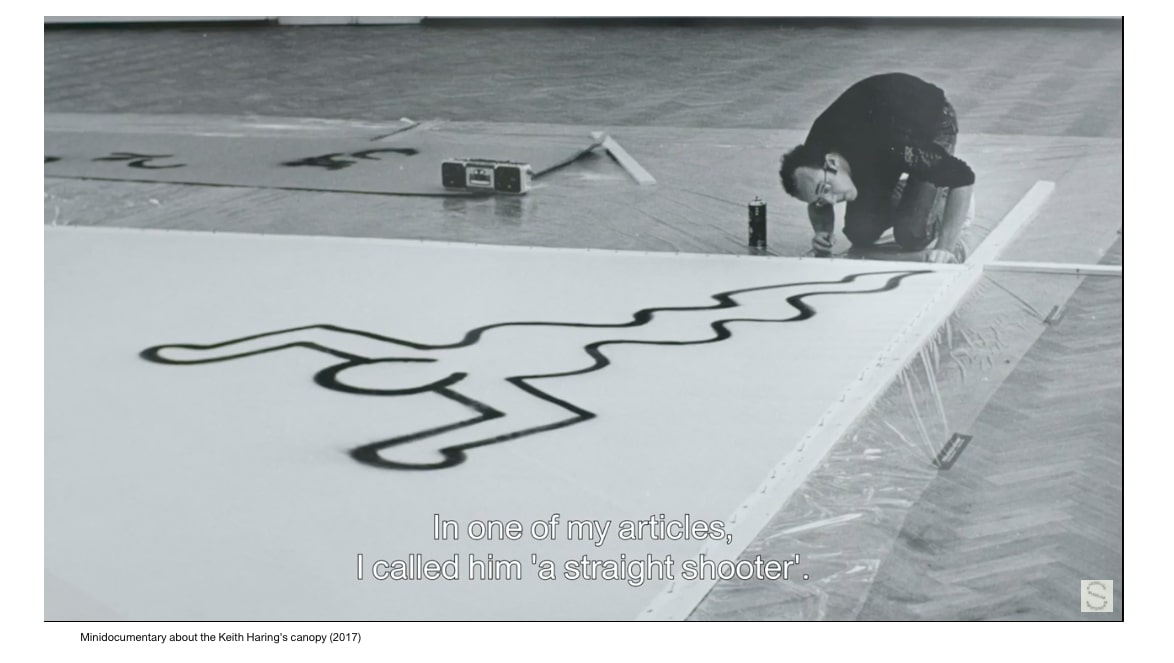 In one of my articles,
I called him 'a straight shooter'.
Minidocumentary about the Keith Haring's canopy (2017)